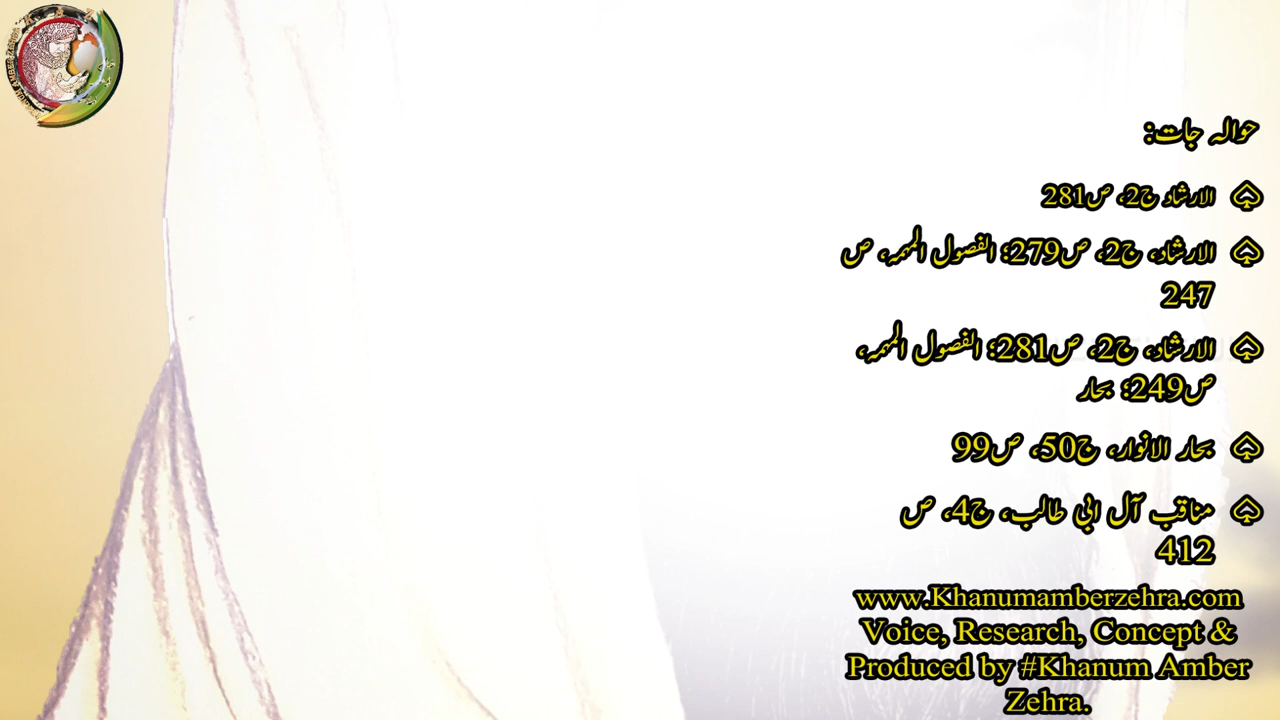 حوالہ جات:
الارشاد ج2، ص281
الارشاد، ج2، ص279؛ الفصول المہمہ، ص
247
الارشاد، ج2، ص281؛ الفصول المہمہ،
ص249؛ بحار
بحار الانوار، ج50، ص99
مناقب آل ابی طالب، ج4، ص
412
www.Khanumamberzehra.com
Voice, Research, Concept &
Produced by #Khanum Amber
Zehra.